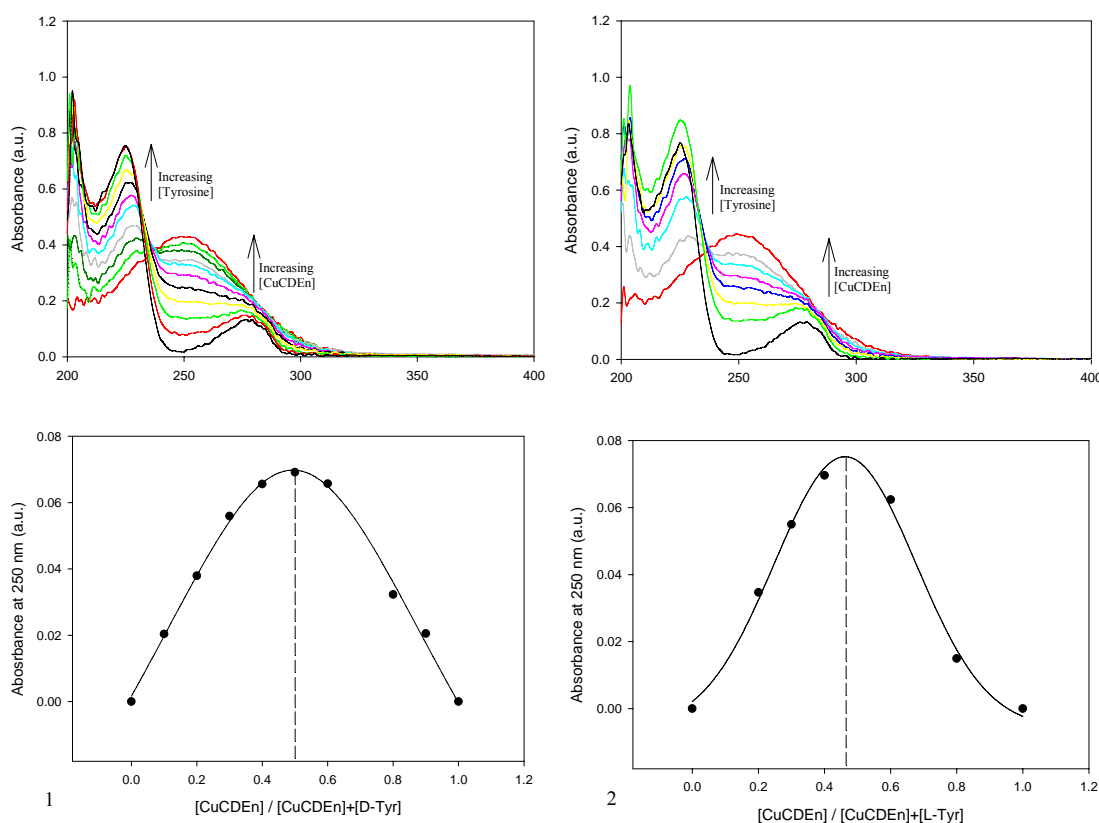 1.2
1.0
0.8
0.6
0.4
0.2
0.0
Absorbance (a.u.)
Increasing
[Tyrosine]
Increasing
[CuCDEn]
200 250 300 350 400
1.2
1.0
0.8
0.6
0.4
0.2
0.0
Absorbance (a.u.)
Increasing
[Tyrosine]
Increasing
[CuCDEn]
200 250 300 350 400
0.08
0.06
0.04
0.02
0.00
Abosrbance at 250 nm (a.u.)
0.0 0.2 0.4 0.6 0.8 1.0 1.2
[CuCDEn] / [CuCDEn]+[D-Tyr]
1
0.08
0.06
0.04
0.02
0.00
Absorbance at 250 nm (a.u.)
0.0 0.2 0.4 0.6 0.8 1.0 1.2
[CuCDEn] / [CuCDEn]+[L-Tyr]
2